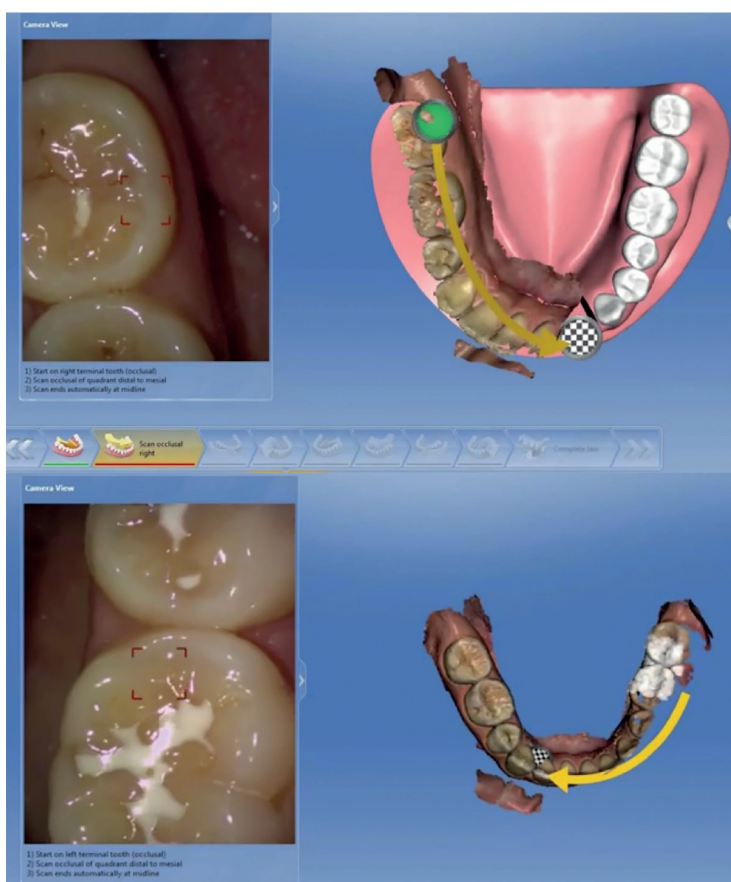 Camera View
1) Start on right terminal tooth (occlusal)
2) Scan occlusal of quadrant distal to mesial
3) Scan ends automatically at midline
Scan occlusal
right
Complete jaw
Camera View
1) Start on left terminal tooth (occlusal)
2) Scan occlusal of quadrant distal to mesial
3) Scan ends automatically at midline